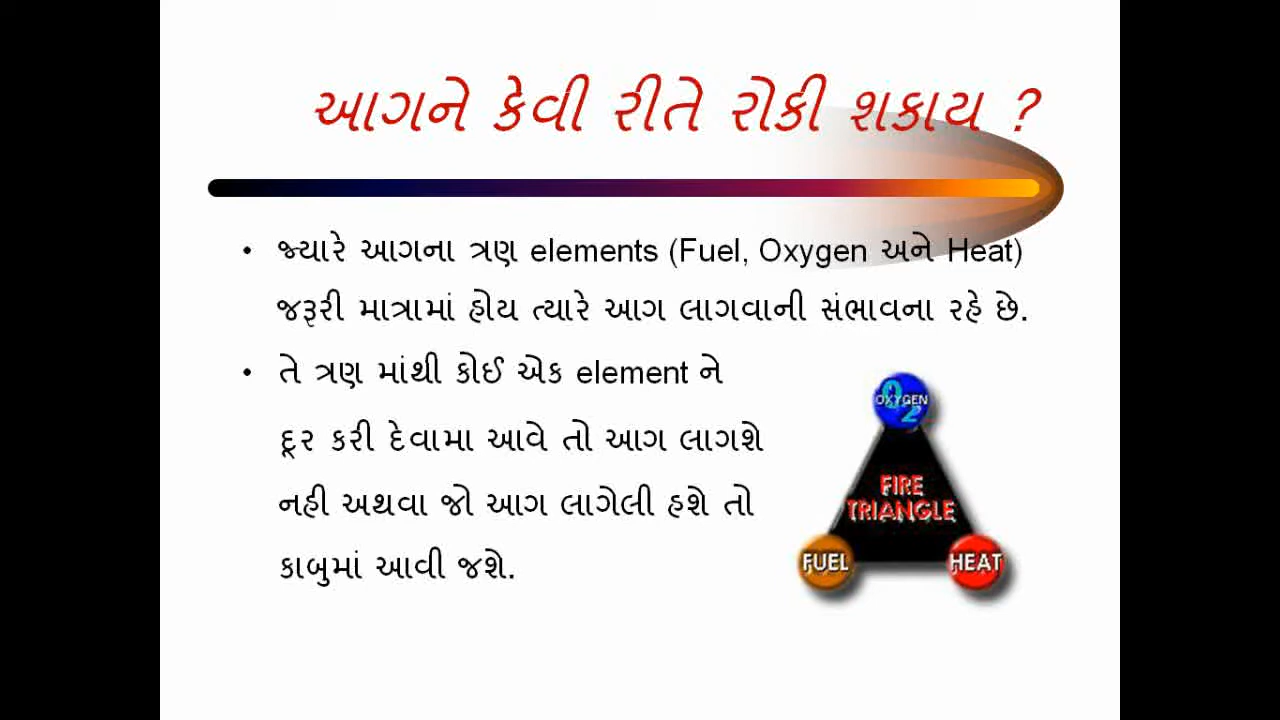 આગને કેવી રીતે રોકી શકાય ?
• જ્યારે આગના ત્રણ elements (Fuel, Oxygen અને Heat)
જરૂરી માત્રામાં હોય ત્યારે આગ લાગવાની સંભાવના રહે છે.
• તે ત્રણ માંથી કોઈ એક element ને
દૂર કરી દેવામા આવે તો આગ લાગશે
નહી અથવા જો આગ લાગેલી હશે તો
કાબુમાં આવી જશે.
O2
OXYGEN
FIRE
TRIANGLE
FUEL
HEAT